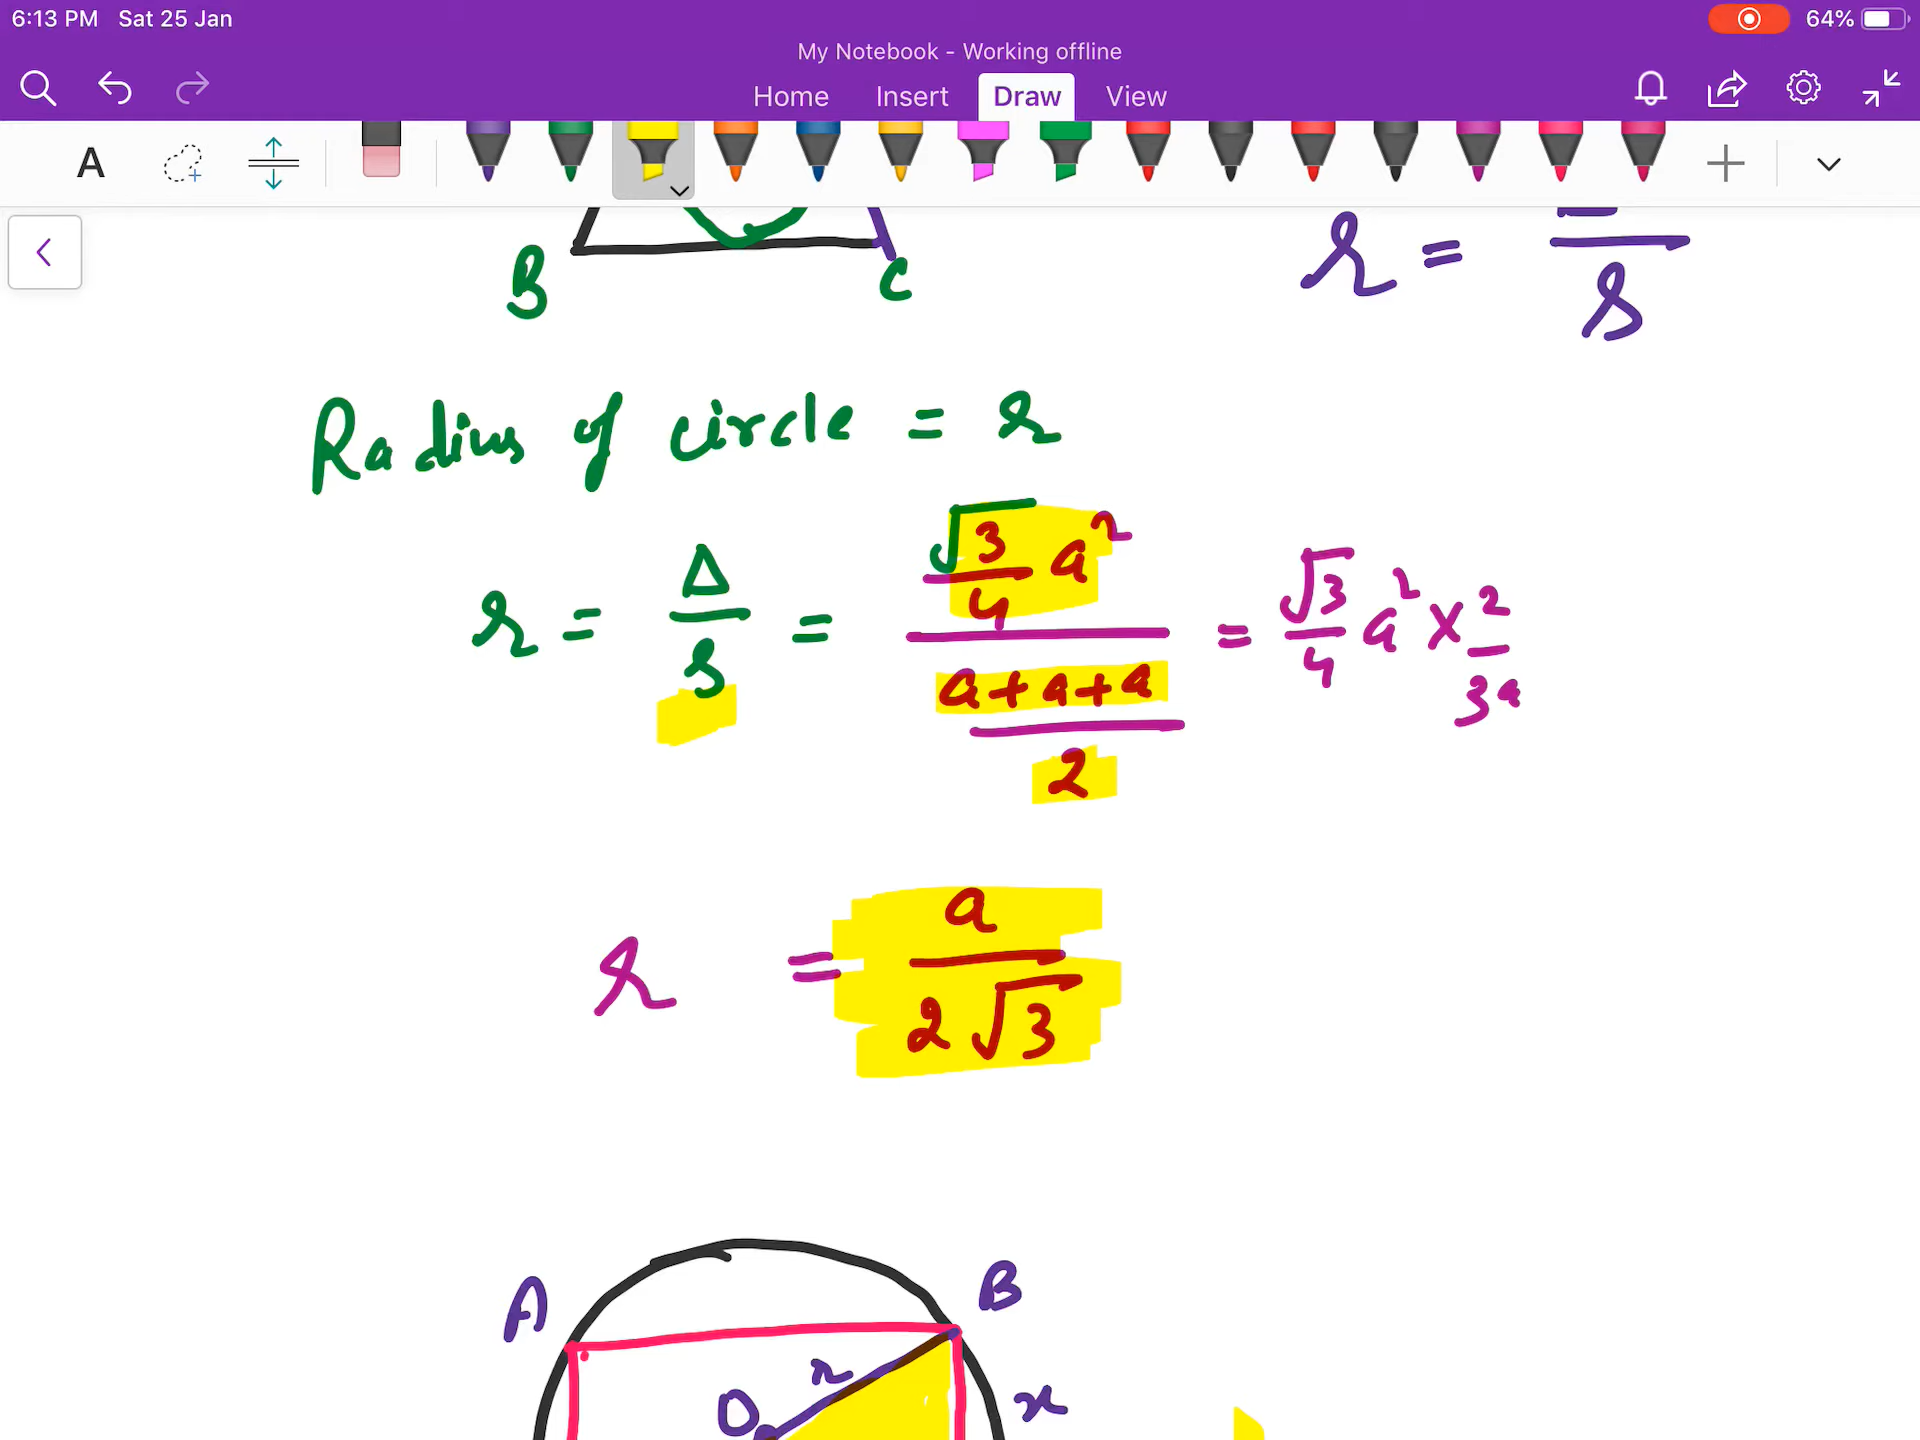 6:13 PM Sat 25 Jan
64%
My Notebook - Working offline
Home Insert Draw View
A
B C
r = s
Radius of circle = r
r = Δ/s = (√3/4 a²)/((a+a+a)/2) = √3/4 a² × 2/3a
r = a/2√3
A B
O r x